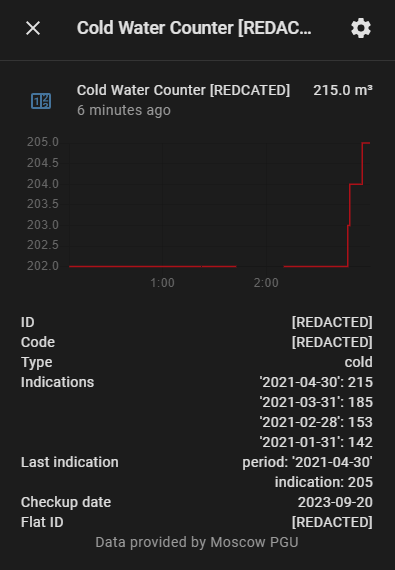 Cold Water Counter [REDAC...
Cold Water Counter [REDCATED] 215.0 m³
6 minutes ago
205.0
204.5
204.0
203.5
203.0
202.5
202.0
1:00 2:00
ID [REDACTED]
Code [REDACTED]
Type cold
Indications '2021-04-30': 215
'2021-03-31': 185
'2021-02-28': 153
'2021-01-31': 142
Last indication period: '2021-04-30'
indication: 205
Checkup date 2023-09-20
Flat ID [REDACTED]
Data provided by Moscow PGU